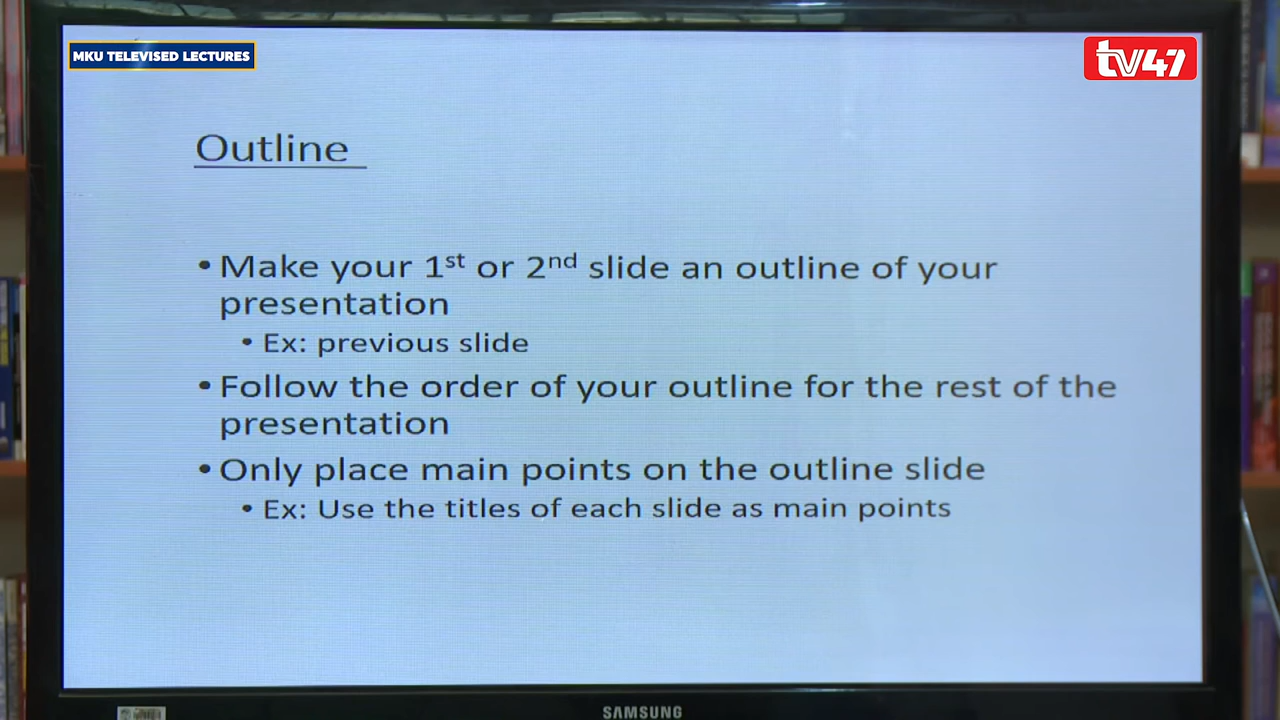 MKU TELEVISED LECTURES
tv47
Outline
• Make your 1st or 2nd slide an outline of your
presentation
• Ex: previous slide
• Follow the order of your outline for the rest of the
presentation
• Only place main points on the outline slide
• Ex: Use the titles of each slide as main points
SAMSUNG